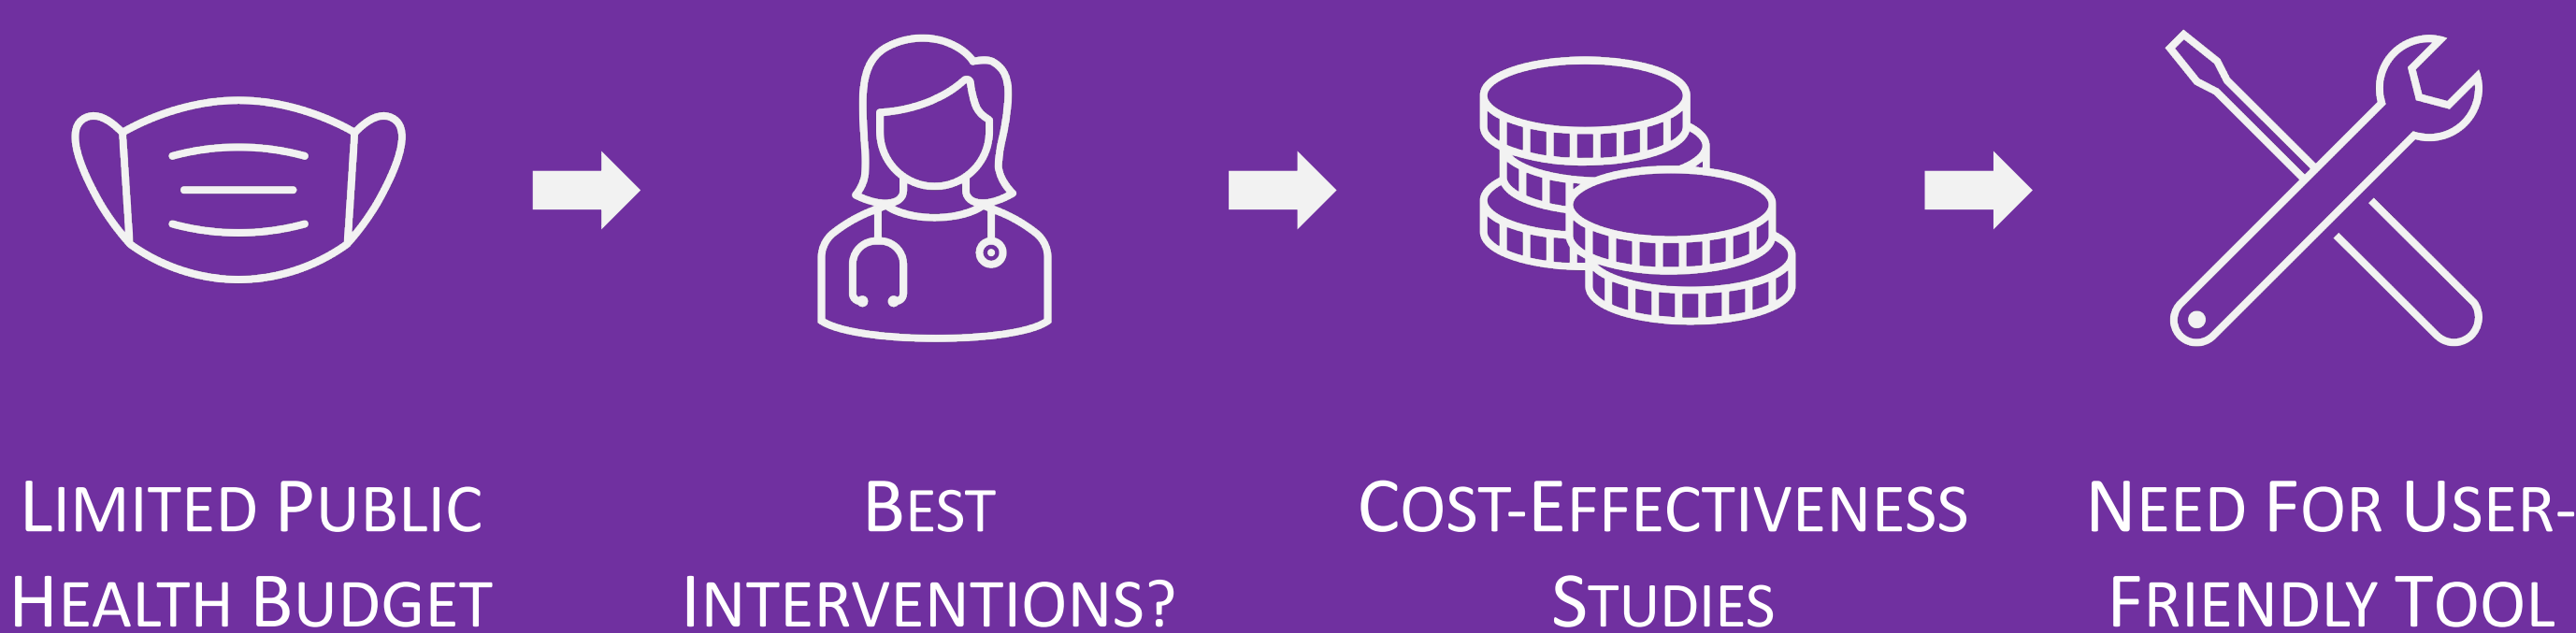 LIMITED PUBLIC
HEALTH BUDGET
BEST
INTERVENTIONS?
COST-EFFECTIVENESS
STUDIES
NEED FOR USER-
FRIENDLY TOOL